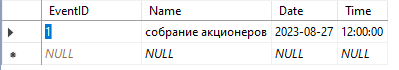 EventID Name Date Time
1 собрание акционеров 2023-08-27 12:00:00
NULL NULL NULL NULL